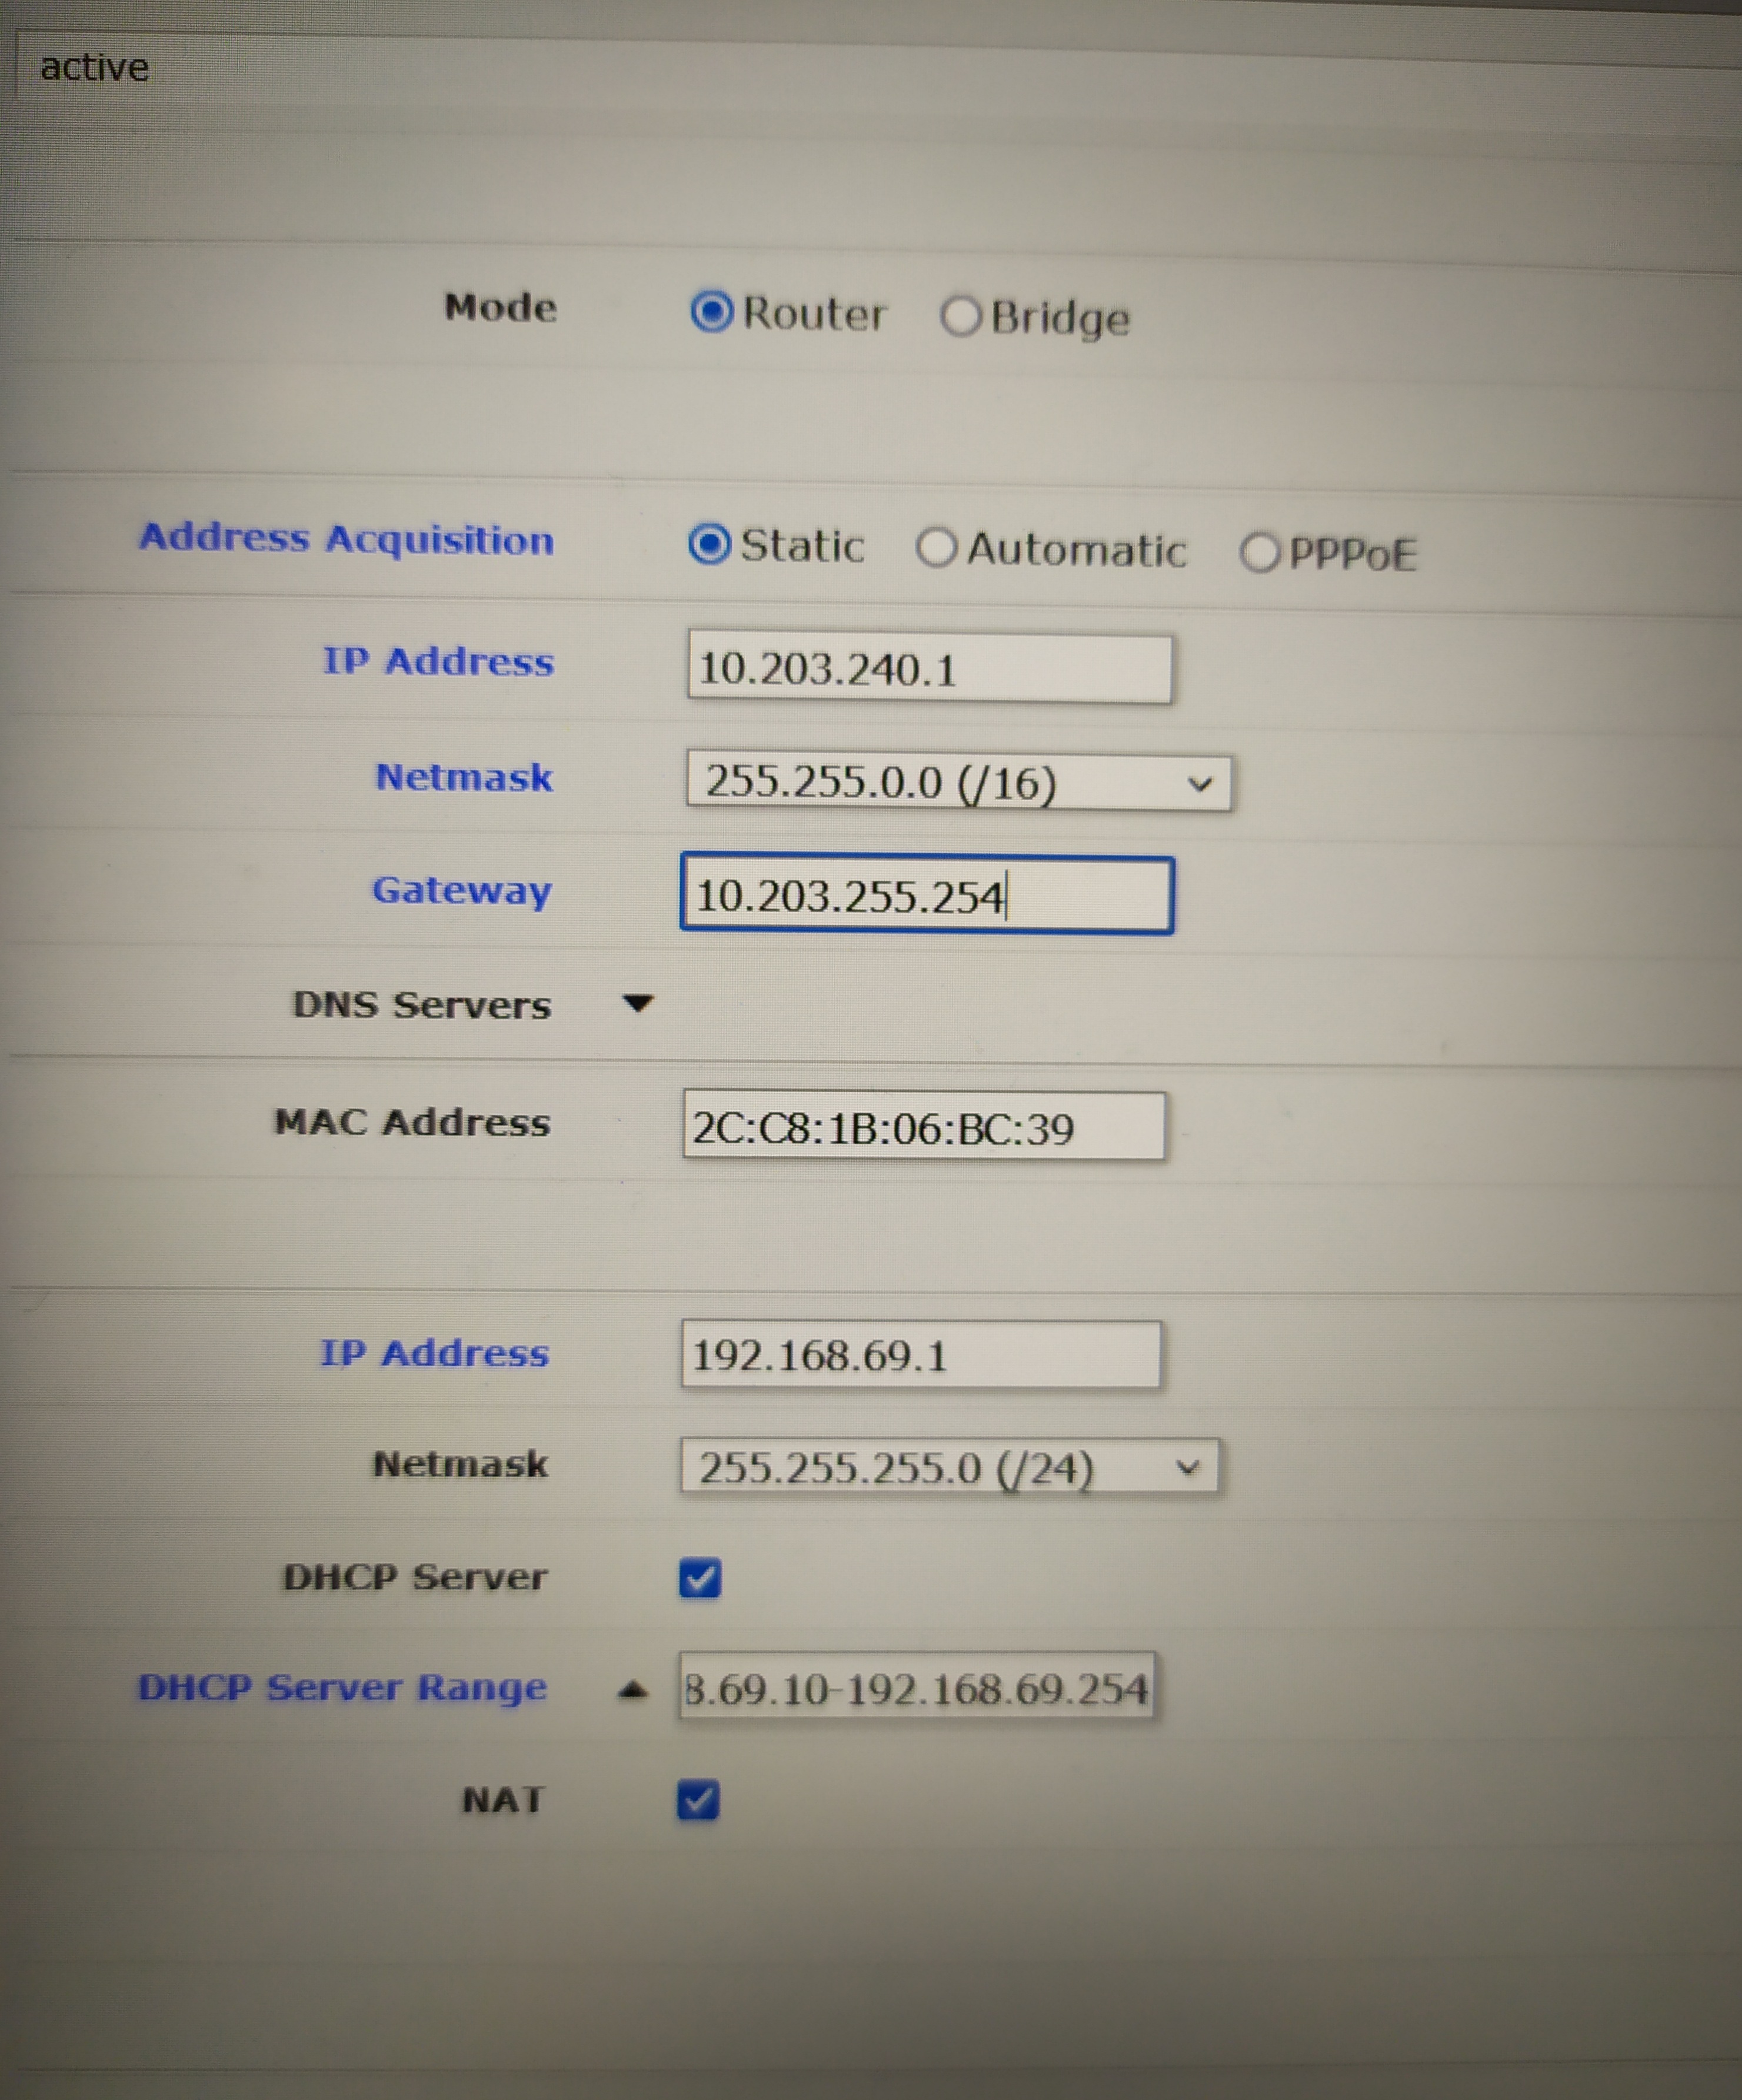 active
Mode Router Bridge
Address Acquisition Static Automatic PPPoE
IP Address 10.203.240.1
Netmask 255.255.0.0 (/16)
Gateway 10.203.255.254
DNS Servers
MAC Address 2C:C8:1B:06:BC:39
IP Address 192.168.69.1
Netmask 255.255.255.0 (/24)
DHCP Server
DHCP Server Range 8.69.10-192.168.69.254
NAT